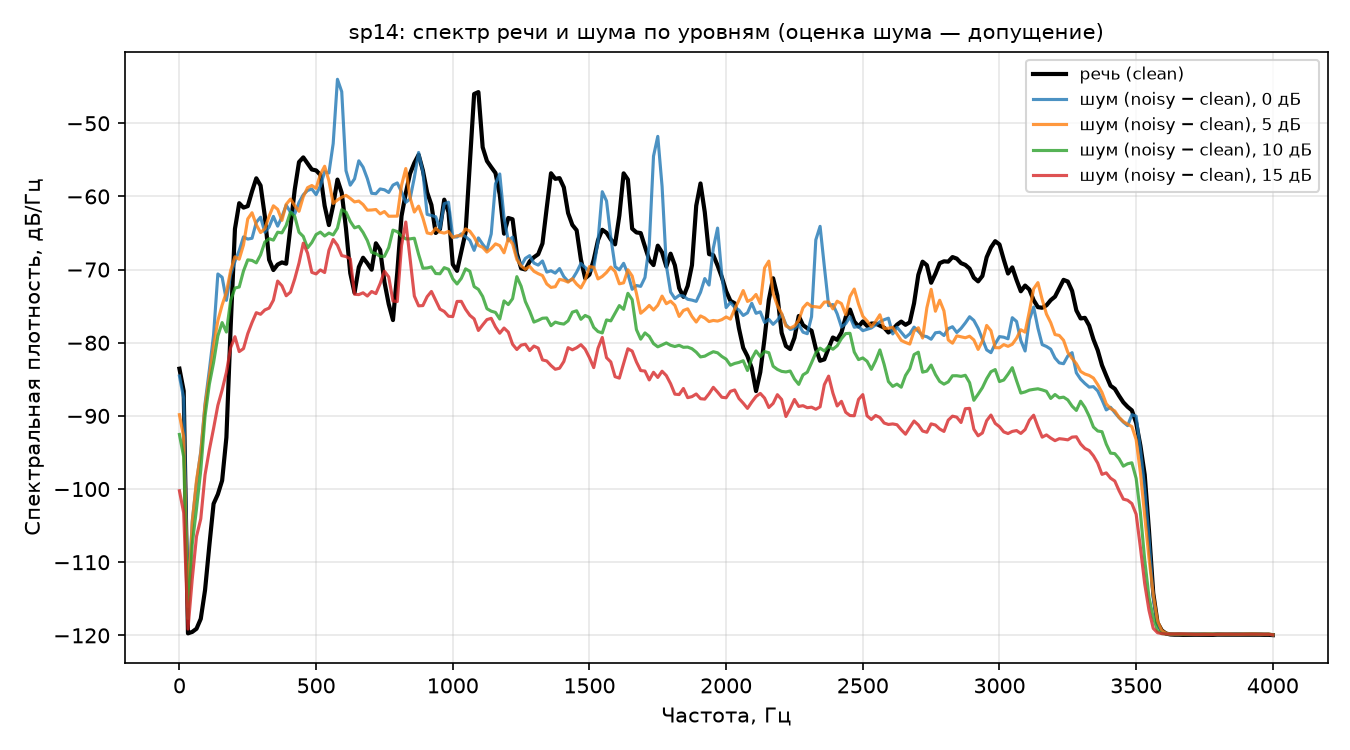 sp14: спектр речи и шума по уровням (оценка шума — допущение)
речь (clean)
шум (noisy − clean), 0 дБ
шум (noisy − clean), 5 дБ
шум (noisy − clean), 10 дБ
шум (noisy − clean), 15 дБ
Спектральная плотность, дБ/Гц
−50
−60
−70
−80
−90
−100
−110
−120
0 500 1000 1500 2000 2500 3000 3500 4000
Частота, Гц